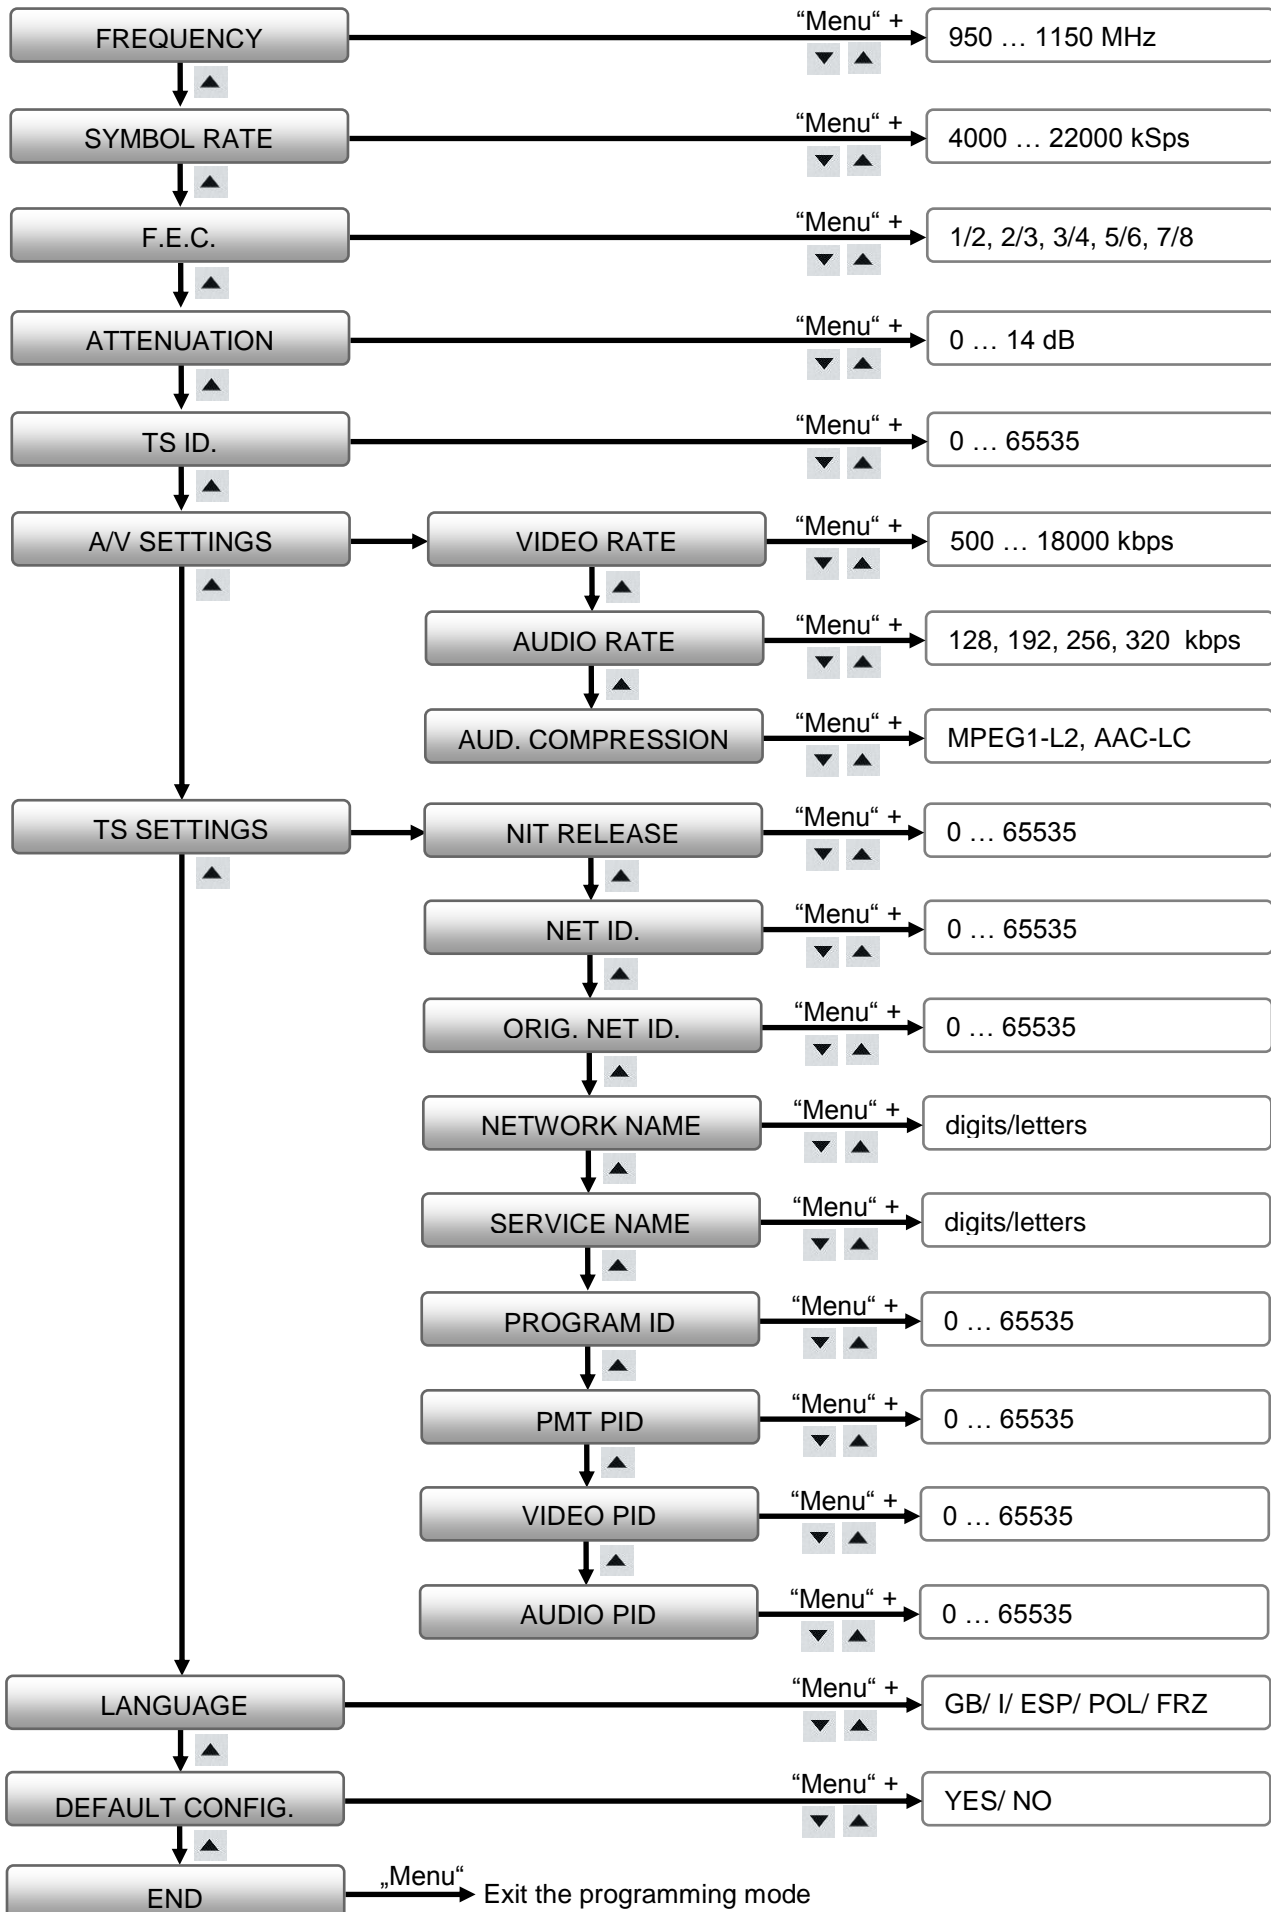 FREQUENCY “Menu“ + 950 … 1150 MHz
SYMBOL RATE “Menu“ + 4000 … 22000 kSps
F.E.C. “Menu“ + 1/2, 2/3, 3/4, 5/6, 7/8
ATTENUATION “Menu“ + 0 … 14 dB
TS ID. “Menu“ + 0 … 65535
A/V SETTINGS VIDEO RATE “Menu“ + 500 … 18000 kbps
AUDIO RATE “Menu“ + 128, 192, 256, 320 kbps
AUD. COMPRESSION “Menu“ + MPEG1-L2, AAC-LC
TS SETTINGS NIT RELEASE “Menu“ + 0 … 65535
NET ID. “Menu“ + 0 … 65535
ORIG. NET ID. “Menu“ + 0 … 65535
NETWORK NAME “Menu“ + digits/letters
SERVICE NAME “Menu“ + digits/letters
PROGRAM ID “Menu“ + 0 … 65535
PMT PID “Menu“ + 0 … 65535
VIDEO PID “Menu“ + 0 … 65535
AUDIO PID “Menu“ + 0 … 65535
LANGUAGE “Menu“ + GB/ I/ ESP/ POL/ FRZ
DEFAULT CONFIG. “Menu“ + YES/ NO
END „Menu“ Exit the programming mode